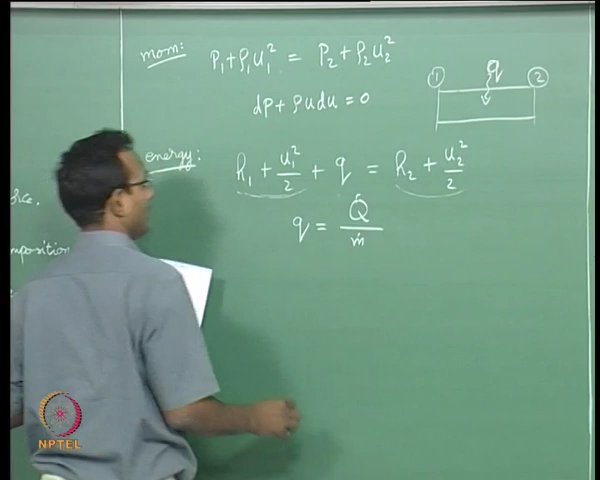 mom: P₁ + ρ₁u₁² = P₂ + ρ₂u₂²
dP + ρudu = 0
① q ②
energy: h₁ + u₁²/2 + q = h₂ + u₂²/2
q = Q̇/ṁ
NPTEL